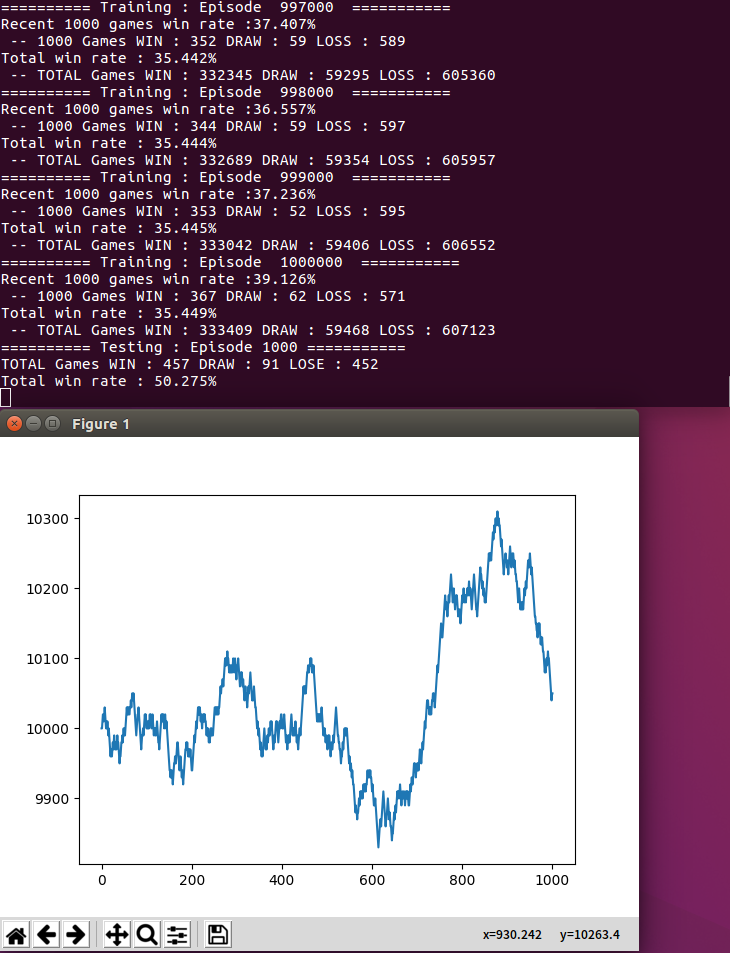 ========== Training : Episode  997000  ===========
Recent 1000 games win rate :37.407%
 -- 1000 Games WIN : 352 DRAW : 59 LOSS : 589
Total win rate : 35.442%
 -- TOTAL Games WIN : 332345 DRAW : 59295 LOSS : 605360
========== Training : Episode  998000  ===========
Recent 1000 games win rate :36.557%
 -- 1000 Games WIN : 344 DRAW : 59 LOSS : 597
Total win rate : 35.444%
 -- TOTAL Games WIN : 332689 DRAW : 59354 LOSS : 605957
========== Training : Episode  999000  ===========
Recent 1000 games win rate :37.236%
 -- 1000 Games WIN : 353 DRAW : 52 LOSS : 595
Total win rate : 35.445%
 -- TOTAL Games WIN : 333042 DRAW : 59406 LOSS : 606552
========== Training : Episode  1000000  ===========
Recent 1000 games win rate :39.126%
 -- 1000 Games WIN : 367 DRAW : 62 LOSS : 571
Total win rate : 35.449%
 -- TOTAL Games WIN : 333409 DRAW : 59468 LOSS : 607123
========== Testing : Episode 1000 ===========
TOTAL Games WIN : 457 DRAW : 91 LOSE : 452
Total win rate : 50.275%
Figure 1
10300
10200
10100
10000
9900
0 200 400 600 800 1000
x=930.242 y=10263.4